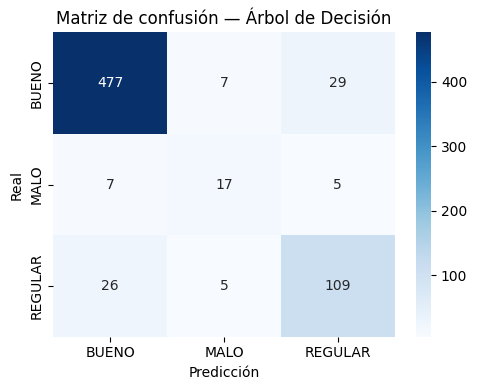 Matriz de confusión — Árbol de Decisión
BUENO 477 7 29
MALO 7 17 5
REGULAR 26 5 109
Real
BUENO MALO REGULAR
Predicción
400
300
200
100